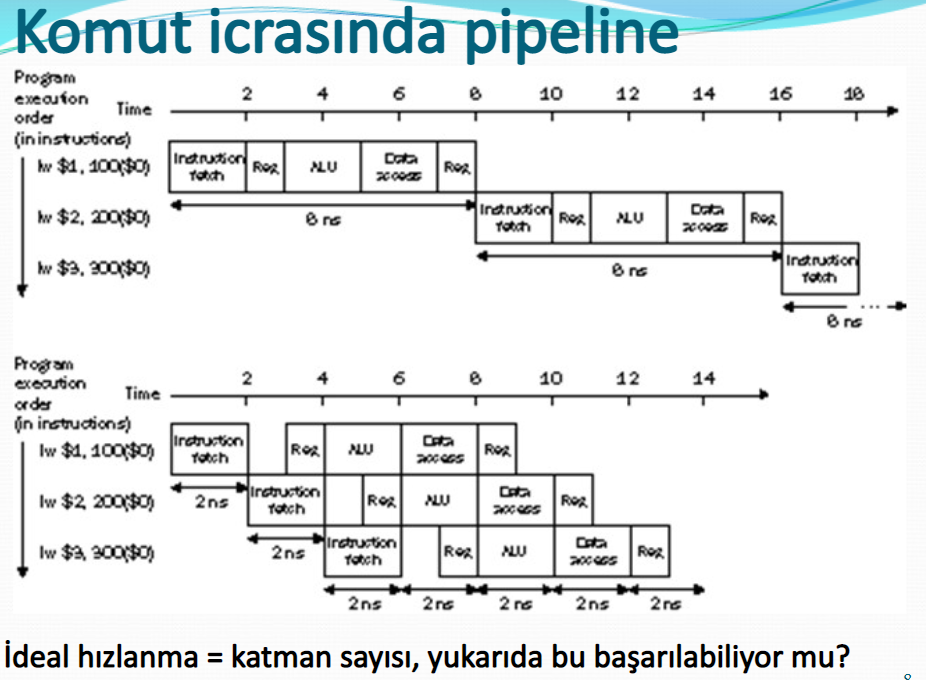 Komut icrasında pipeline
Program
execution
order
(in instructions)
Time
2 4 6 8 10 12 14 16 18
lw $1, 100($0)
Instruction
fetch
Reg
ALU
Data
access
Reg
lw $2, 200($0)
8 ns
Instruction
fetch
Reg
ALU
Data
access
Reg
lw $3, 300($0)
8 ns
Instruction
fetch
...
8 ns
Program
execution
order
(in instructions)
Time
2 4 6 8 10 12 14
lw $1, 100($0)
Instruction
fetch
Reg
ALU
Data
access
Reg
lw $2, 200($0)
2 ns
Instruction
fetch
Reg
ALU
Data
access
Reg
lw $3, 300($0)
2 ns
Instruction
fetch
Reg
ALU
Data
access
Reg
2 ns 2 ns 2 ns 2 ns 2 ns
İdeal hızlanma = katman sayısı, yukarıda bu başarılabiliyor mu?